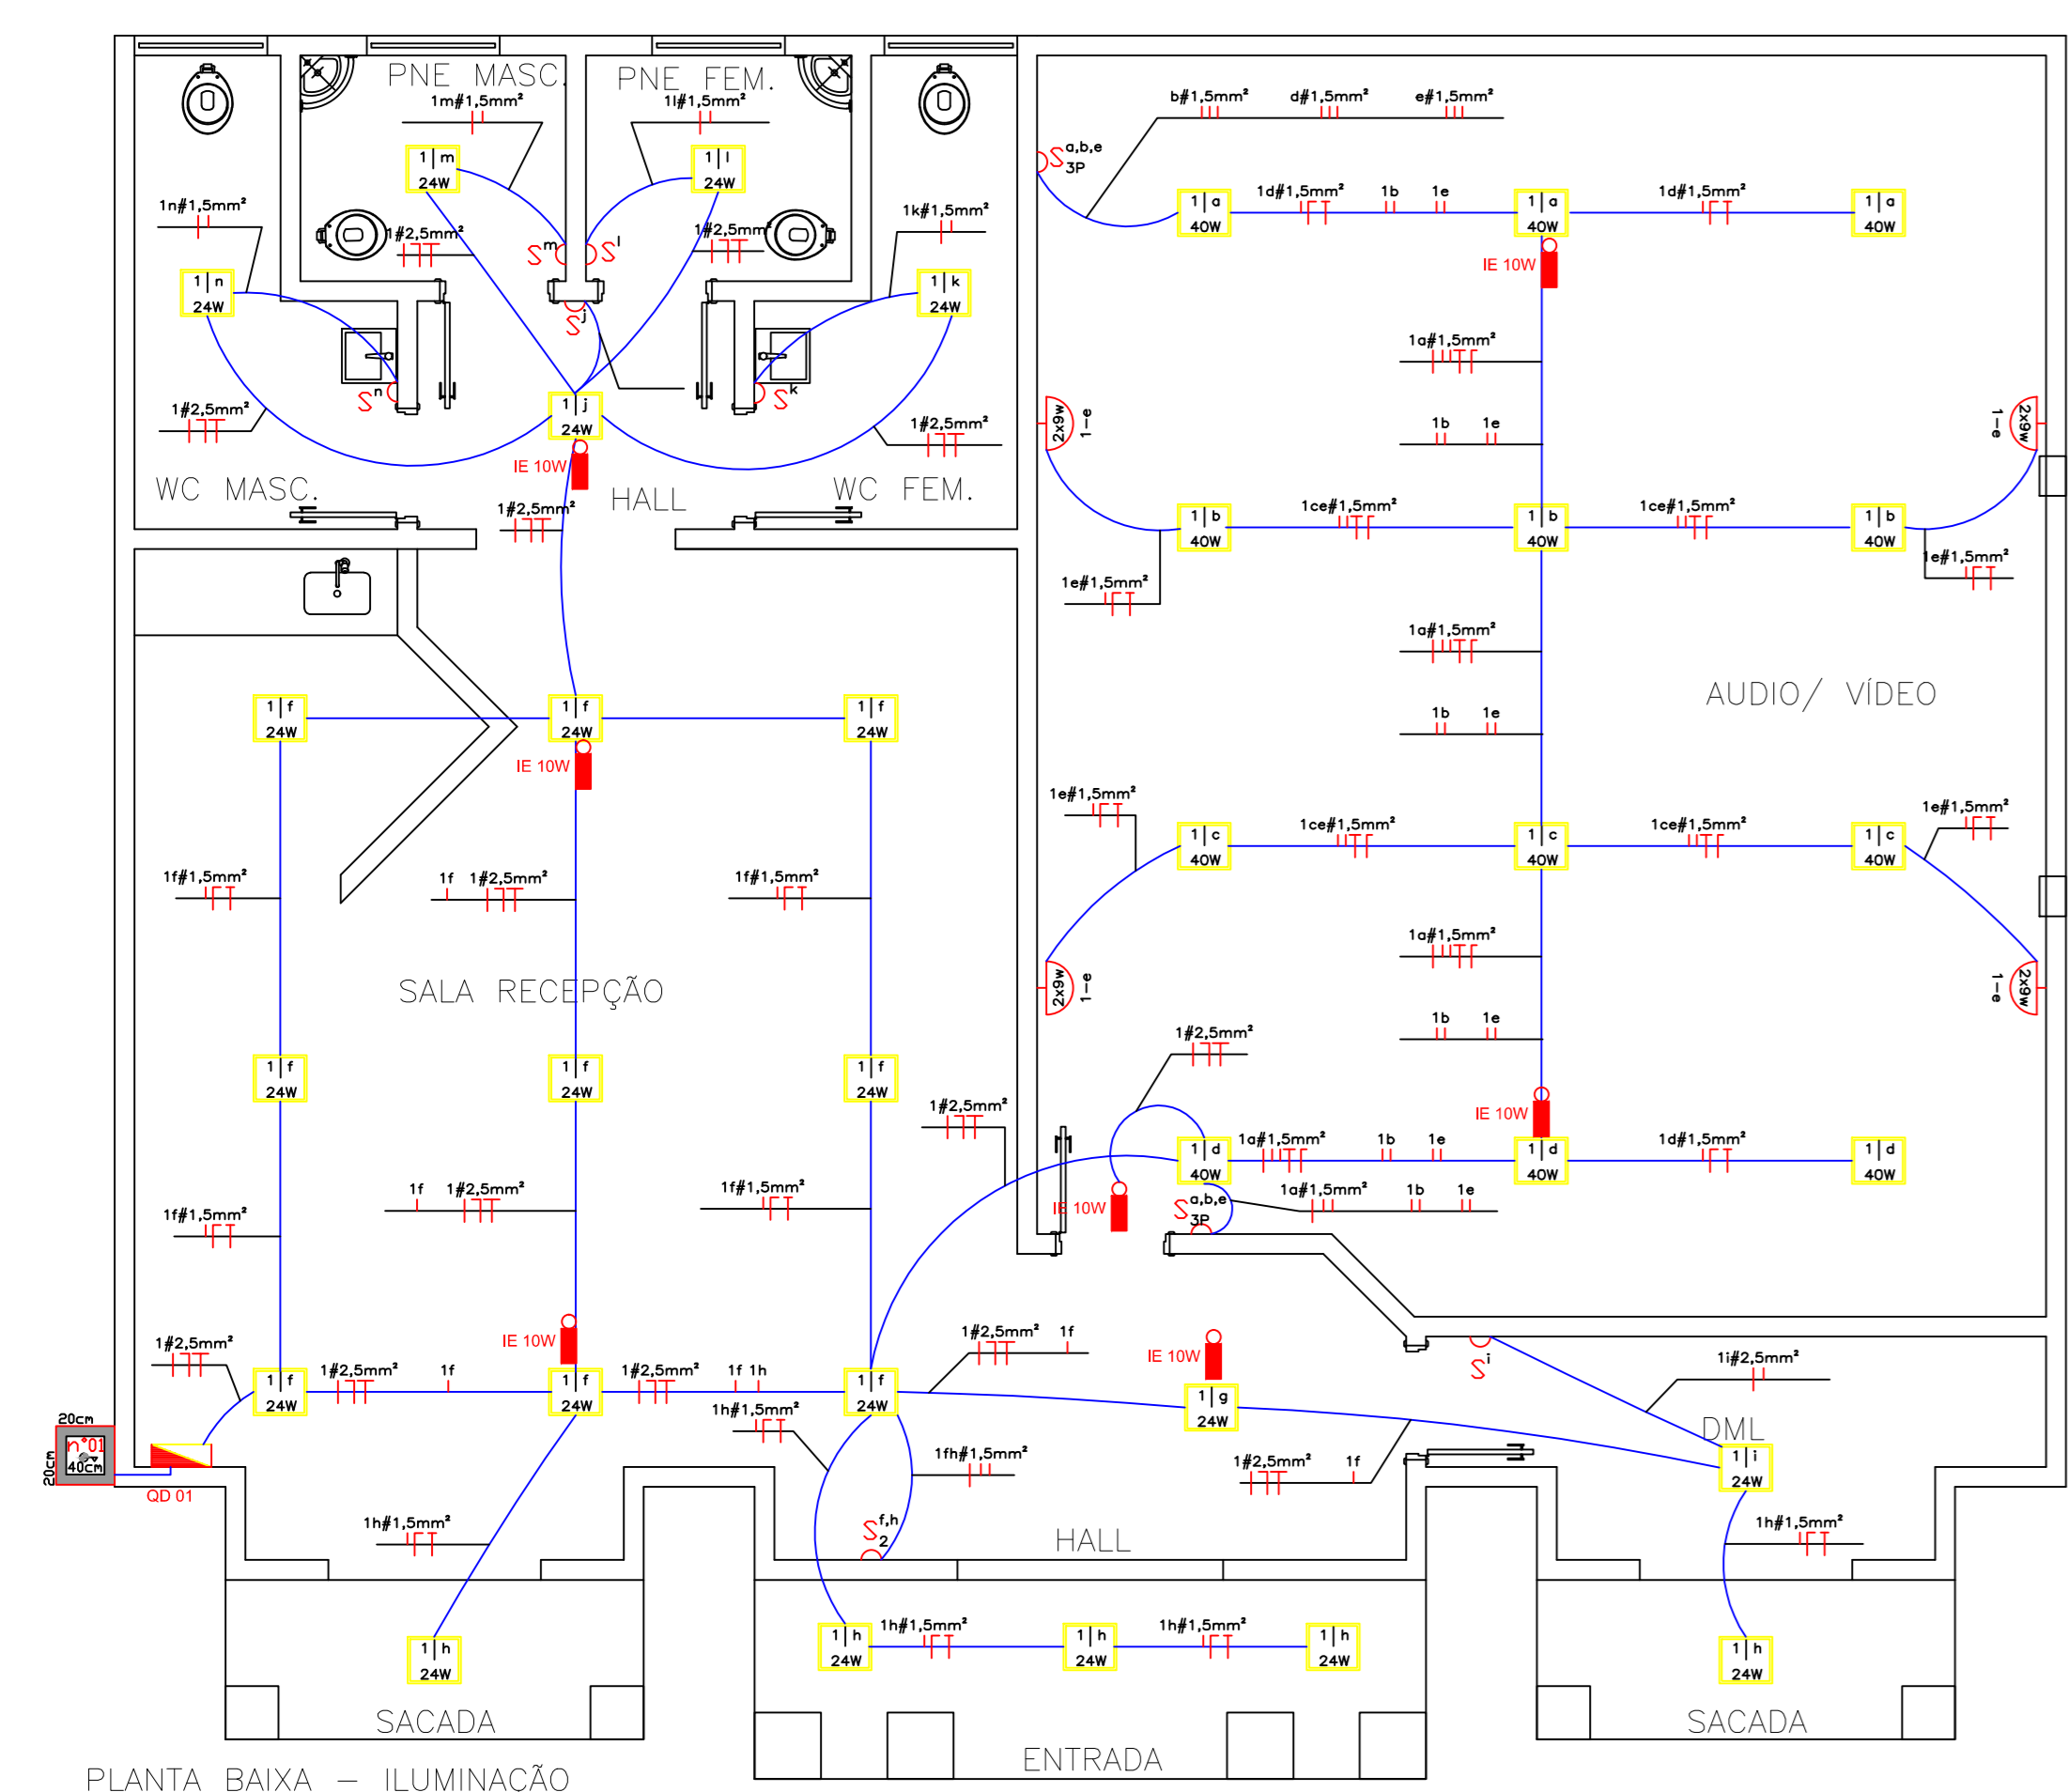 PNE MASC.
PNE FEM.
1m#1,5mm²
1l#1,5mm²
b#1,5mm²
d#1,5mm²
e#1,5mm²
1 m
24W
1 l
24W
S a,b,e
3P
1 a
40W
1d#1,5mm²
1b
1e
1 a
40W
1d#1,5mm²
1 a
40W
1n#1,5mm²
1k#1,5mm²
1#2,5mm²
1#2,5mm
S m
S l
IE 10W
1 n
24W
1 k
24W
S j
1a#1,5mm²
S n
S k
1#2,5mm²
1 j
24W
1#2,5mm²
2x9w
1-e
1b
1e
1-e
2x9w
IE 10W
WC MASC.
HALL
WC FEM.
1#2,5mm²
1 b
40W
1ce#1,5mm²
1 b
40W
1ce#1,5mm²
1 b
40W
1e#1,5mm²
1e#1,5mm²
1a#1,5mm²
AUDIO/ VÍDEO
1 f
24W
1 f
24W
1 f
24W
1b
1e
IE 10W
1e#1,5mm²
1e#1,5mm²
1 c
40W
1ce#1,5mm²
1 c
40W
1ce#1,5mm²
1 c
40W
1f#1,5mm²
1f
1#2,5mm²
1f#1,5mm²
1a#1,5mm²
SALA RECEPÇÃO
2x9w
1-e
1-e
2x9w
1b
1e
1#2,5mm²
1 f
24W
1 f
24W
1 f
24W
1#2,5mm²
IE 10W
1 d
40W
1a#1,5mm²
1b
1e
1 d
40W
1d#1,5mm²
1 d
40W
1f#1,5mm²
1f
1#2,5mm²
1f#1,5mm²
IE 10W
S a,b,e
3P
1a#1,5mm²
1b
1e
IE 10W
1#2,5mm²
1#2,5mm²
1f
IE 10W
S i
1i#2,5mm²
1 f
24W
1#2,5mm²
1f
1 f
24W
1#2,5mm²
1f 1h
1 f
24W
1 g
24W
1h#1,5mm²
DML
20cm
20cm
n°01
40cm
QD 01
1fh#1,5mm²
1#2,5mm²
1f
1 i
24W
1h#1,5mm²
S f,h
2
HALL
1h#1,5mm²
1 h
24W
1 h
24W
1h#1,5mm²
1 h
24W
1h#1,5mm²
1 h
24W
1 h
24W
SACADA
ENTRADA
SACADA
PLANTA BAIXA – ILUMINAÇÃO